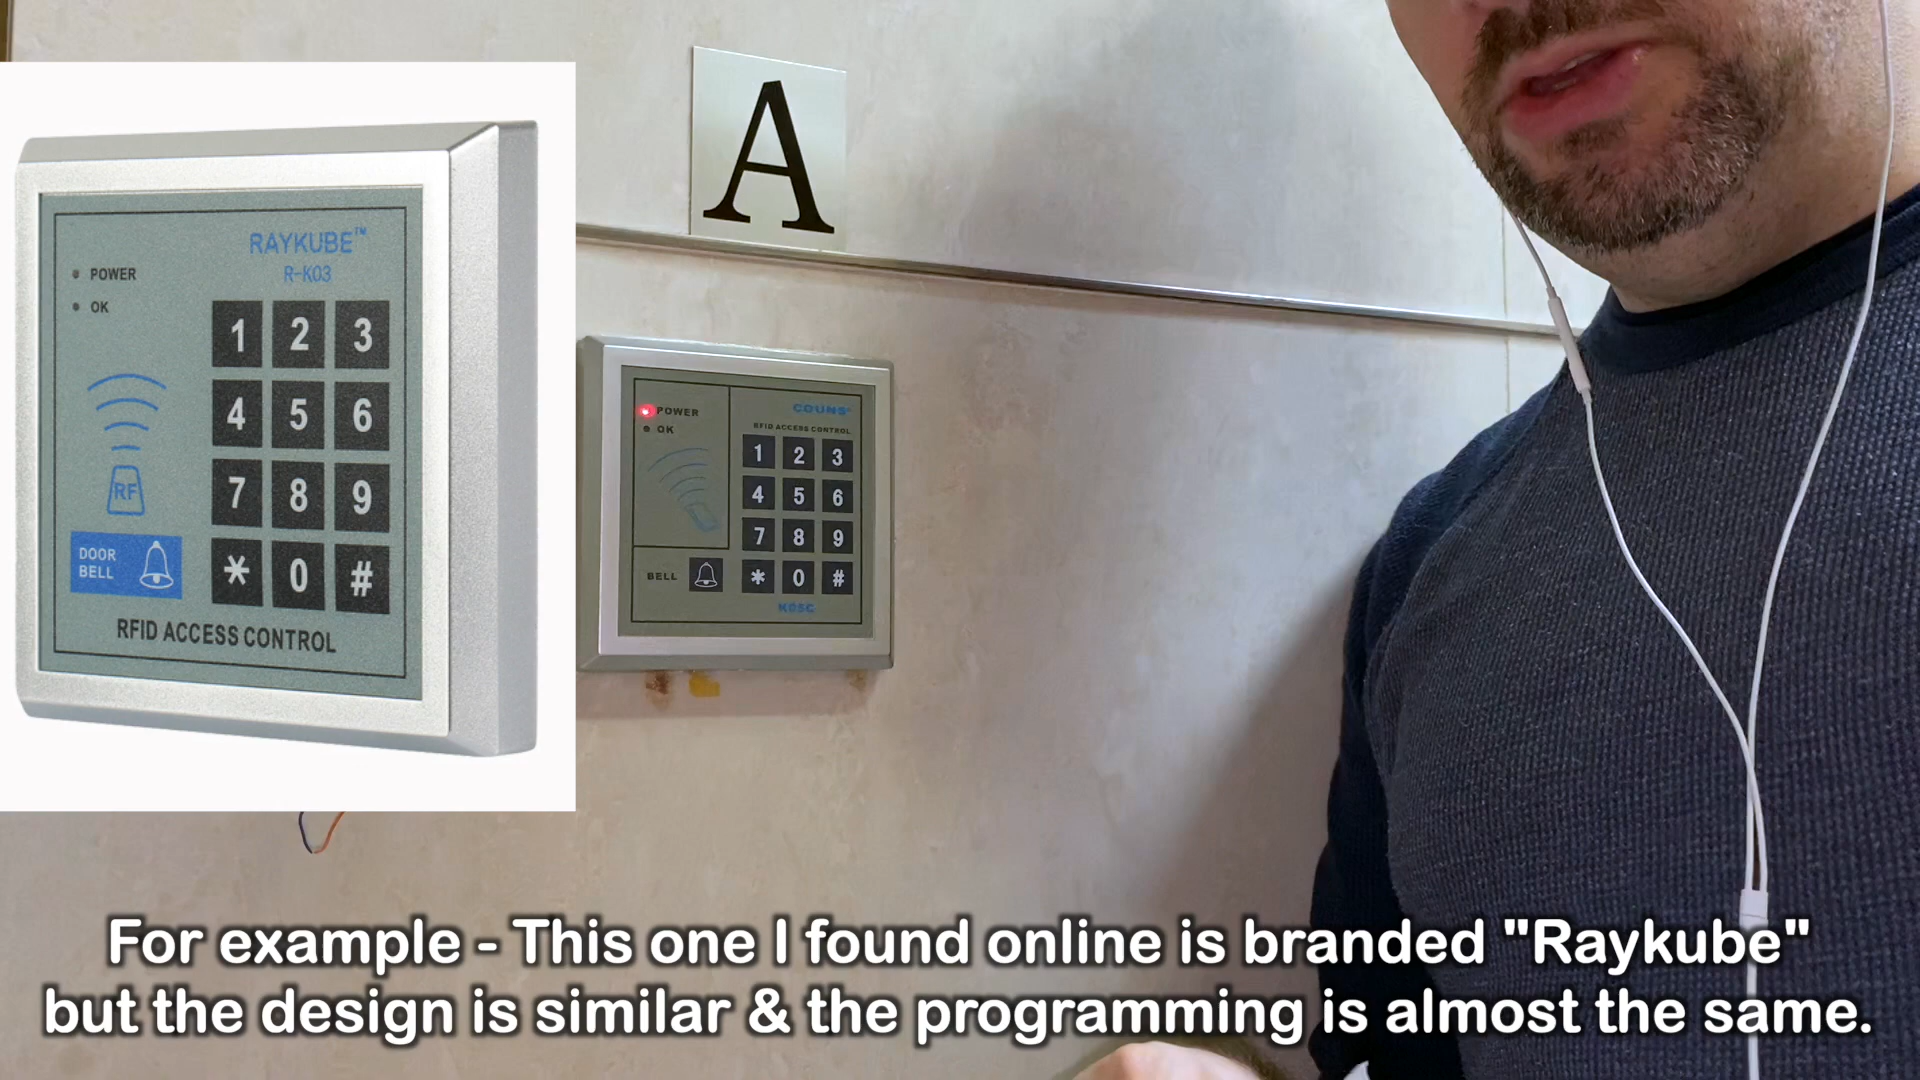 A
RAYKUBE™
R-K03
POWER
OK
1 2 3
4 5 6
7 8 9
* 0 #
RF
DOOR
BELL
RFID ACCESS CONTROL
POWER
OK
COUNS
RFID ACCESS CONTROL
1 2 3
4 5 6
7 8 9
* 0 #
BELL
K05C
For example - This one I found online is branded "Raykube"
but the design is similar & the programming is almost the same.